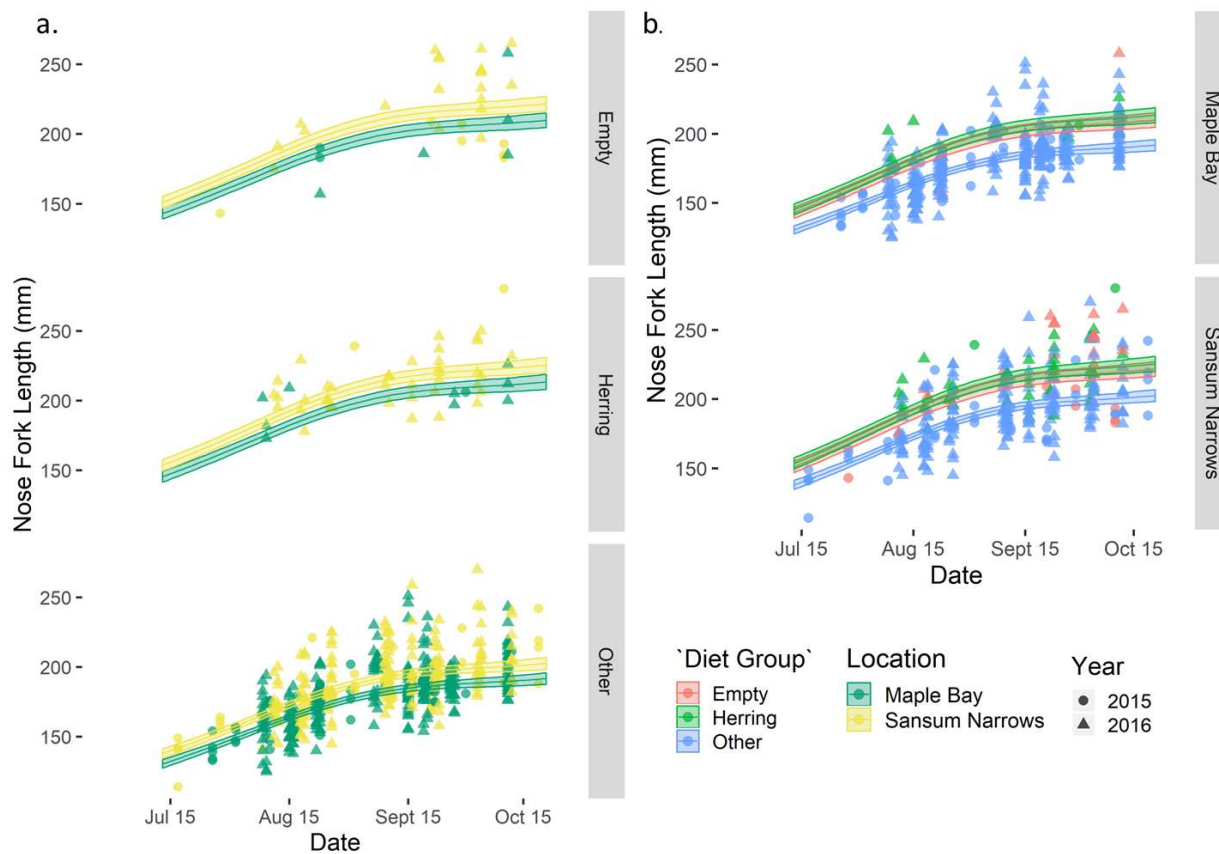 a.
Nose Fork Length (mm)
250
200
150
Empty
250
200
150
Herring
250
200
150
Other
Jul 15
Aug 15
Sept 15
Oct 15
Date
b.
Nose Fork Length (mm)
250
200
150
Maple Bay
250
200
150
Sansum Narrows
Jul 15
Aug 15
Sept 15
Oct 15
Date
`Diet Group`
Empty
Herring
Other
Location
Maple Bay
Sansum Narrows
Year
2015
2016